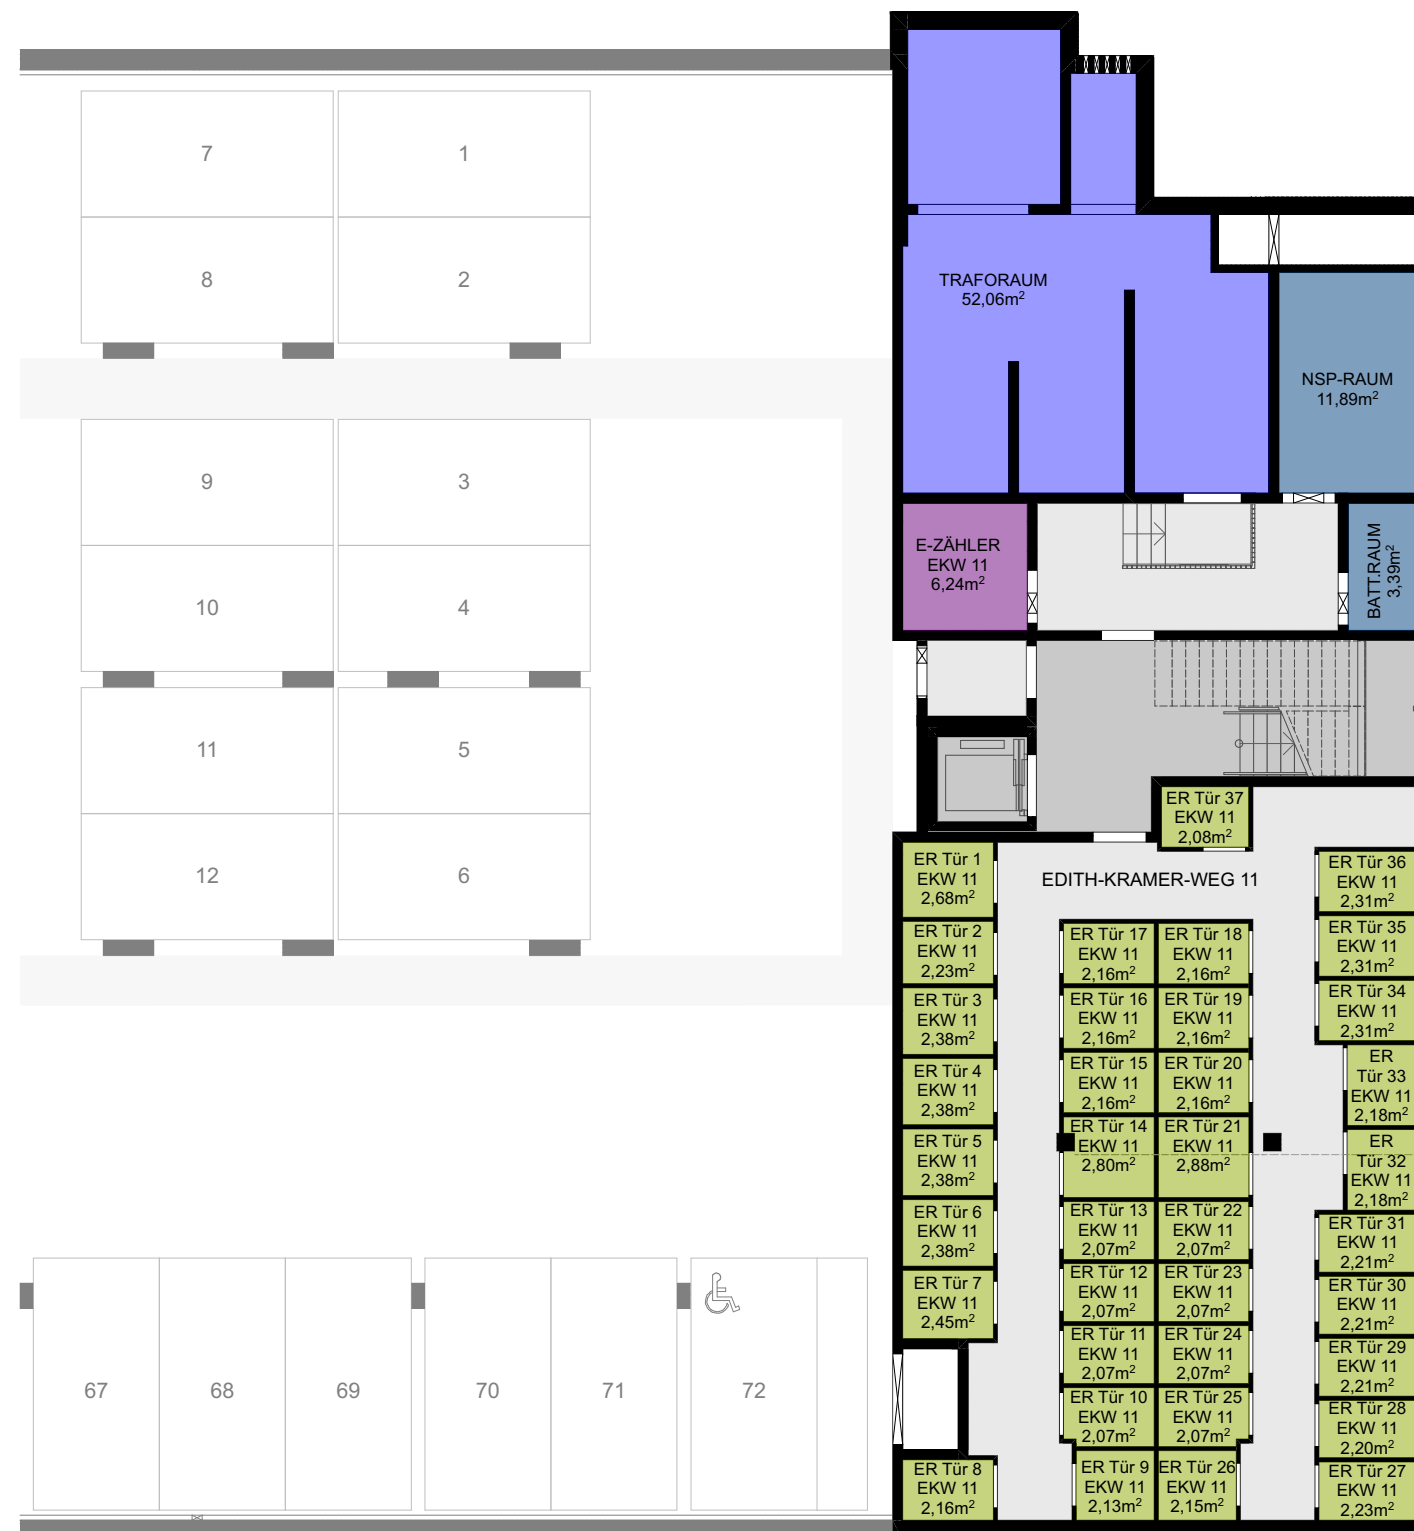 7
1
8
2
9
3
10
4
11
5
12
6
67
68
69
70
71
72
TRAFORAUM
52,06m²
NSP-RAUM
11,89m²
E-ZÄHLER
EKW 11
6,24m²
BATT.RAUM
3,39m²
EDITH-KRAMER-WEG 11
ER Tür 37
EKW 11
2,08m²
ER Tür 1
EKW 11
2,68m²
ER Tür 2
EKW 11
2,23m²
ER Tür 3
EKW 11
2,38m²
ER Tür 4
EKW 11
2,38m²
ER Tür 5
EKW 11
2,38m²
ER Tür 6
EKW 11
2,38m²
ER Tür 7
EKW 11
2,45m²
ER Tür 8
EKW 11
2,16m²
ER Tür 17
EKW 11
2,16m²
ER Tür 16
EKW 11
2,16m²
ER Tür 15
EKW 11
2,16m²
ER Tür 14
EKW 11
2,80m²
ER Tür 13
EKW 11
2,07m²
ER Tür 12
EKW 11
2,07m²
ER Tür 11
EKW 11
2,07m²
ER Tür 10
EKW 11
2,07m²
ER Tür 9
EKW 11
2,13m²
ER Tür 18
EKW 11
2,16m²
ER Tür 19
EKW 11
2,16m²
ER Tür 20
EKW 11
2,16m²
ER Tür 21
EKW 11
2,88m²
ER Tür 22
EKW 11
2,07m²
ER Tür 23
EKW 11
2,07m²
ER Tür 24
EKW 11
2,07m²
ER Tür 25
EKW 11
2,07m²
ER Tür 26
EKW 11
2,15m²
ER Tür 36
EKW 11
2,31m²
ER Tür 35
EKW 11
2,31m²
ER Tür 34
EKW 11
2,31m²
ER
Tür 33
EKW 11
2,18m²
ER
Tür 32
EKW 11
2,18m²
ER Tür 31
EKW 11
2,21m²
ER Tür 30
EKW 11
2,21m²
ER Tür 29
EKW 11
2,21m²
ER Tür 28
EKW 11
2,20m²
ER Tür 27
EKW 11
2,23m²